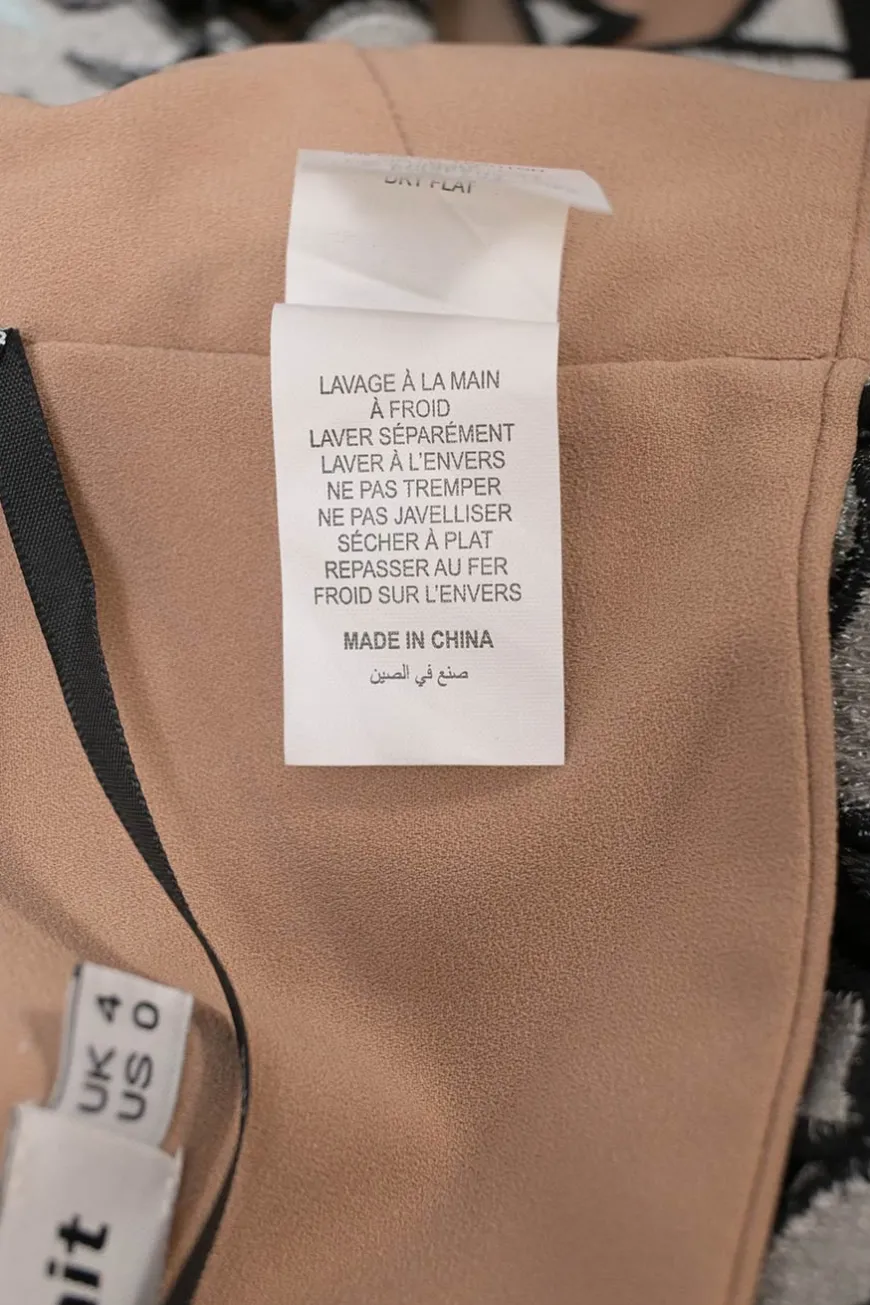 DRY FLAT
LAVAGE À LA MAIN
À FROID
LAVER SÉPARÉMENT
LAVER À L'ENVERS
NE PAS TREMPER
NE PAS JAVELLISER
SÉCHER À PLAT
REPASSER AU FER
FROID SUR L'ENVERS
MADE IN CHINA
صنع في الصين
UK 4
US 0